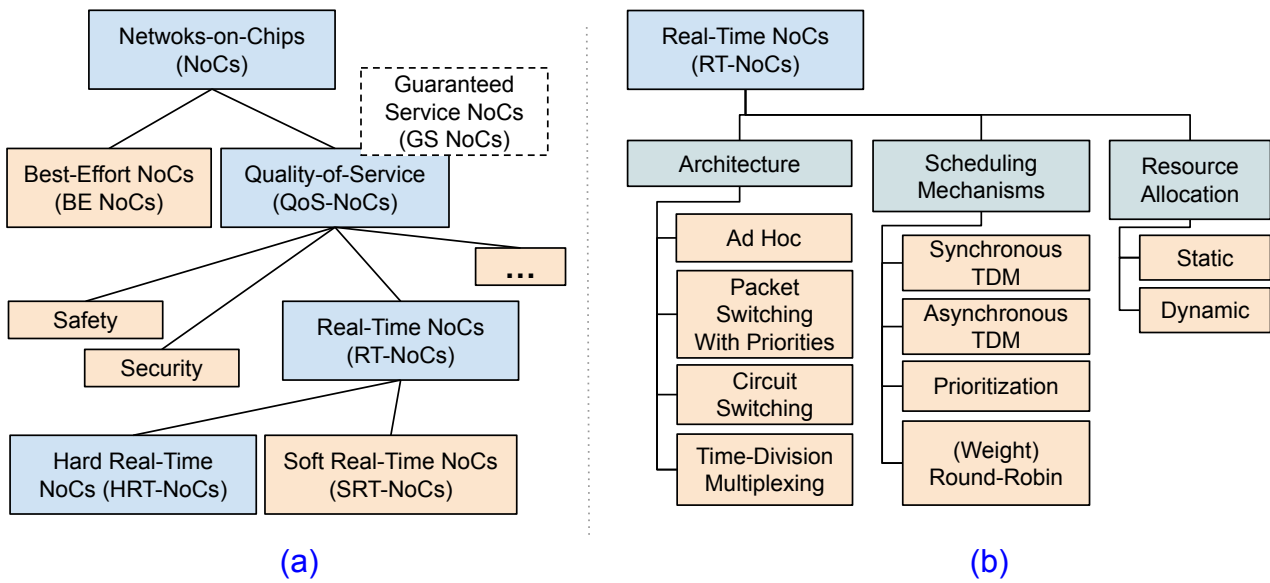 Netwoks-on-Chips
(NoCs)
Guaranteed
Service NoCs
(GS NoCs)
Best-Effort NoCs
(BE NoCs)
Quality-of-Service
(QoS-NoCs)
...
Safety
Security
Real-Time NoCs
(RT-NoCs)
Hard Real-Time
NoCs (HRT-NoCs)
Soft Real-Time NoCs
(SRT-NoCs)
(a)
Real-Time NoCs
(RT-NoCs)
Architecture
Ad Hoc
Packet
Switching
With Priorities
Circuit
Switching
Time-Division
Multiplexing
Scheduling
Mechanisms
Synchronous
TDM
Asynchronous
TDM
Prioritization
(Weight)
Round-Robin
Resource
Allocation
Static
Dynamic
(b)